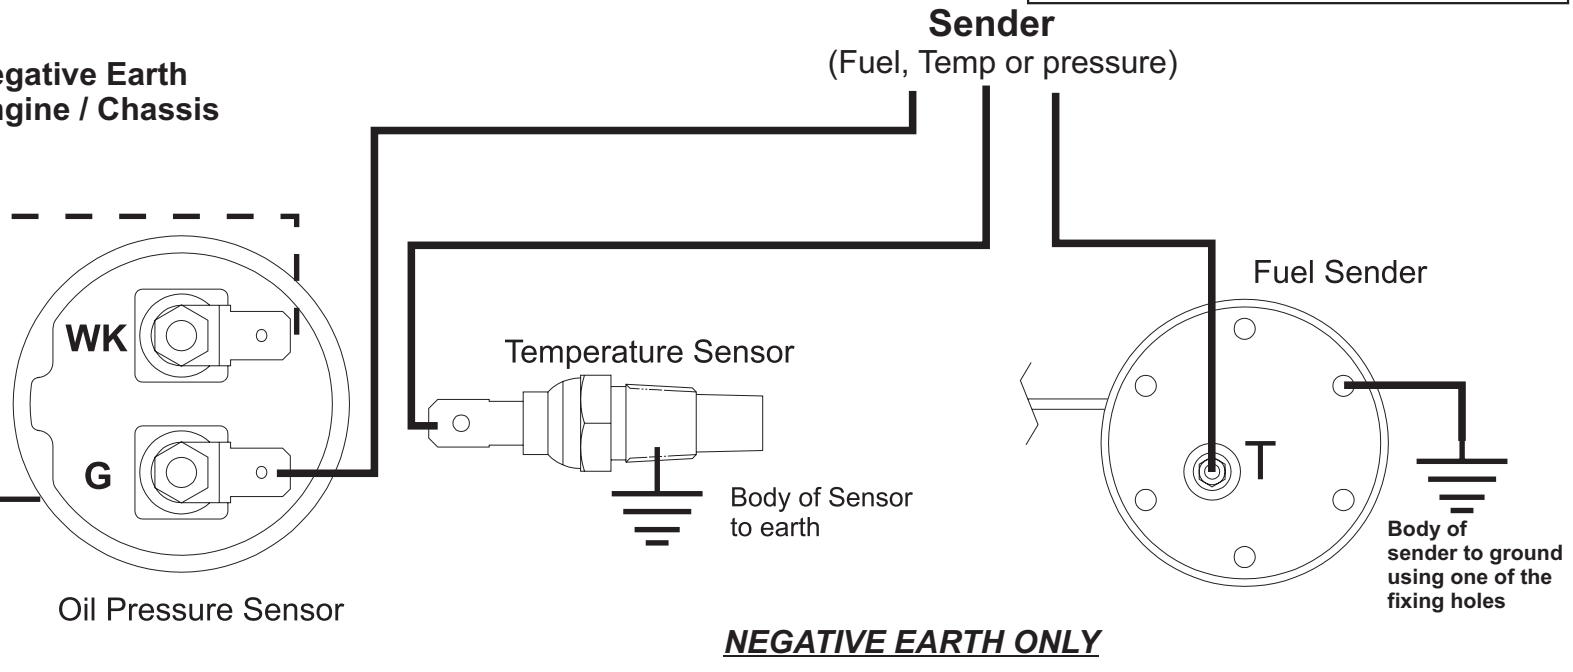 Sender
(Fuel, Temp or pressure)
egative Earth
ngine / Chassis
Fuel Sender
WK
Temperature Sensor
G
T
Body of Sensor
to earth
Body of
sender to ground
using one of the
fixing holes
Oil Pressure Sensor
NEGATIVE EARTH ONLY